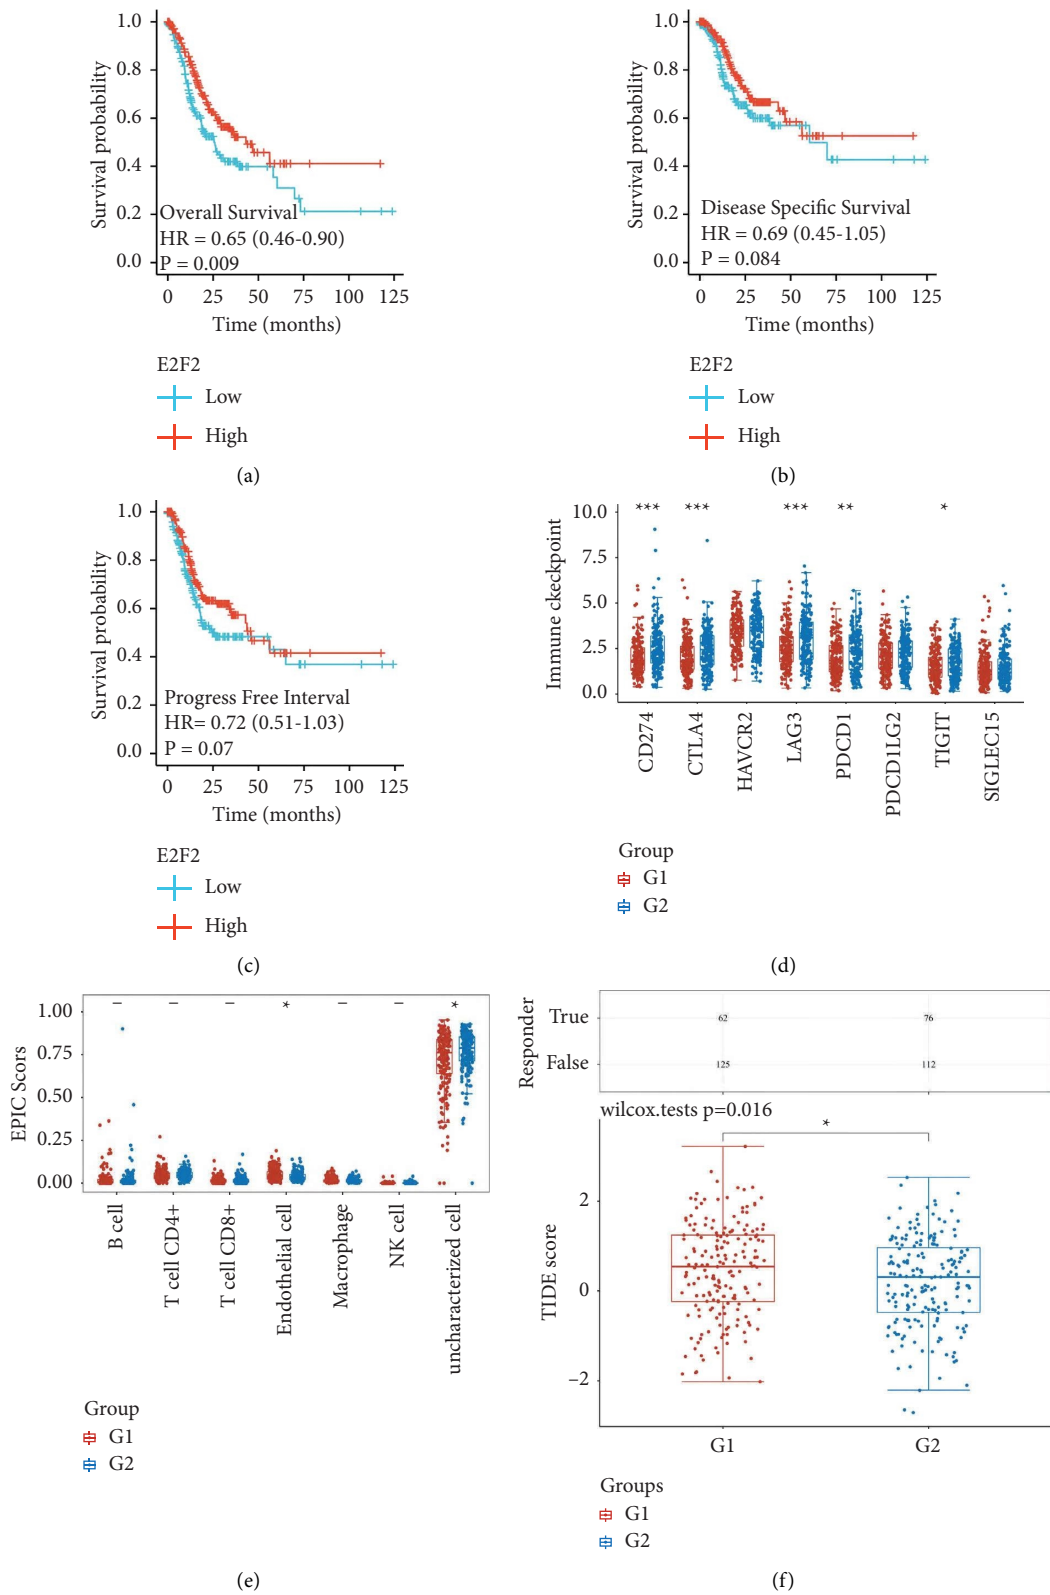 1.0
0.8
0.6
0.4
0.2
0.0
Survival probability
Overall Survival
HR = 0.65 (0.46-0.90)
P = 0.009
0 25 50 75 100 125
Time (months)
E2F2
Low
High
(a)
1.0
0.8
0.6
0.4
0.2
0.0
Survival probability
Disease Specific Survival
HR = 0.69 (0.45-1.05)
P = 0.084
0 25 50 75 100 125
Time (months)
E2F2
Low
High
(b)
1.0
0.8
0.6
0.4
0.2
0.0
Survival probability
Progress Free Interval
HR= 0.72 (0.51-1.03)
P = 0.07
0 25 50 75 100 125
Time (months)
E2F2
Low
High
(c)
*** *** *** ** *
10.0
5.0
2.5
0.0
Immune ckeckpoint
CD274
CTLA4
HAVCR2
LAG3
PDCD1
PDCD1LG2
TIGIT
SIGLEC15
Group
G1
G2
(d)
– – – * – – *
1.00
0.75
0.50
0.25
0.00
EPIC Scors
B cell
T cell CD4+
T cell CD8+
Endothelial cell
Macrophage
NK cell
uncharacterized cell
Group
G1
G2
(e)
Responder
True 62 76
False 125 112
wilcox.tests p=0.016
*
2
0
−2
TIDE score
G1 G2
Groups
G1
G2
(f)